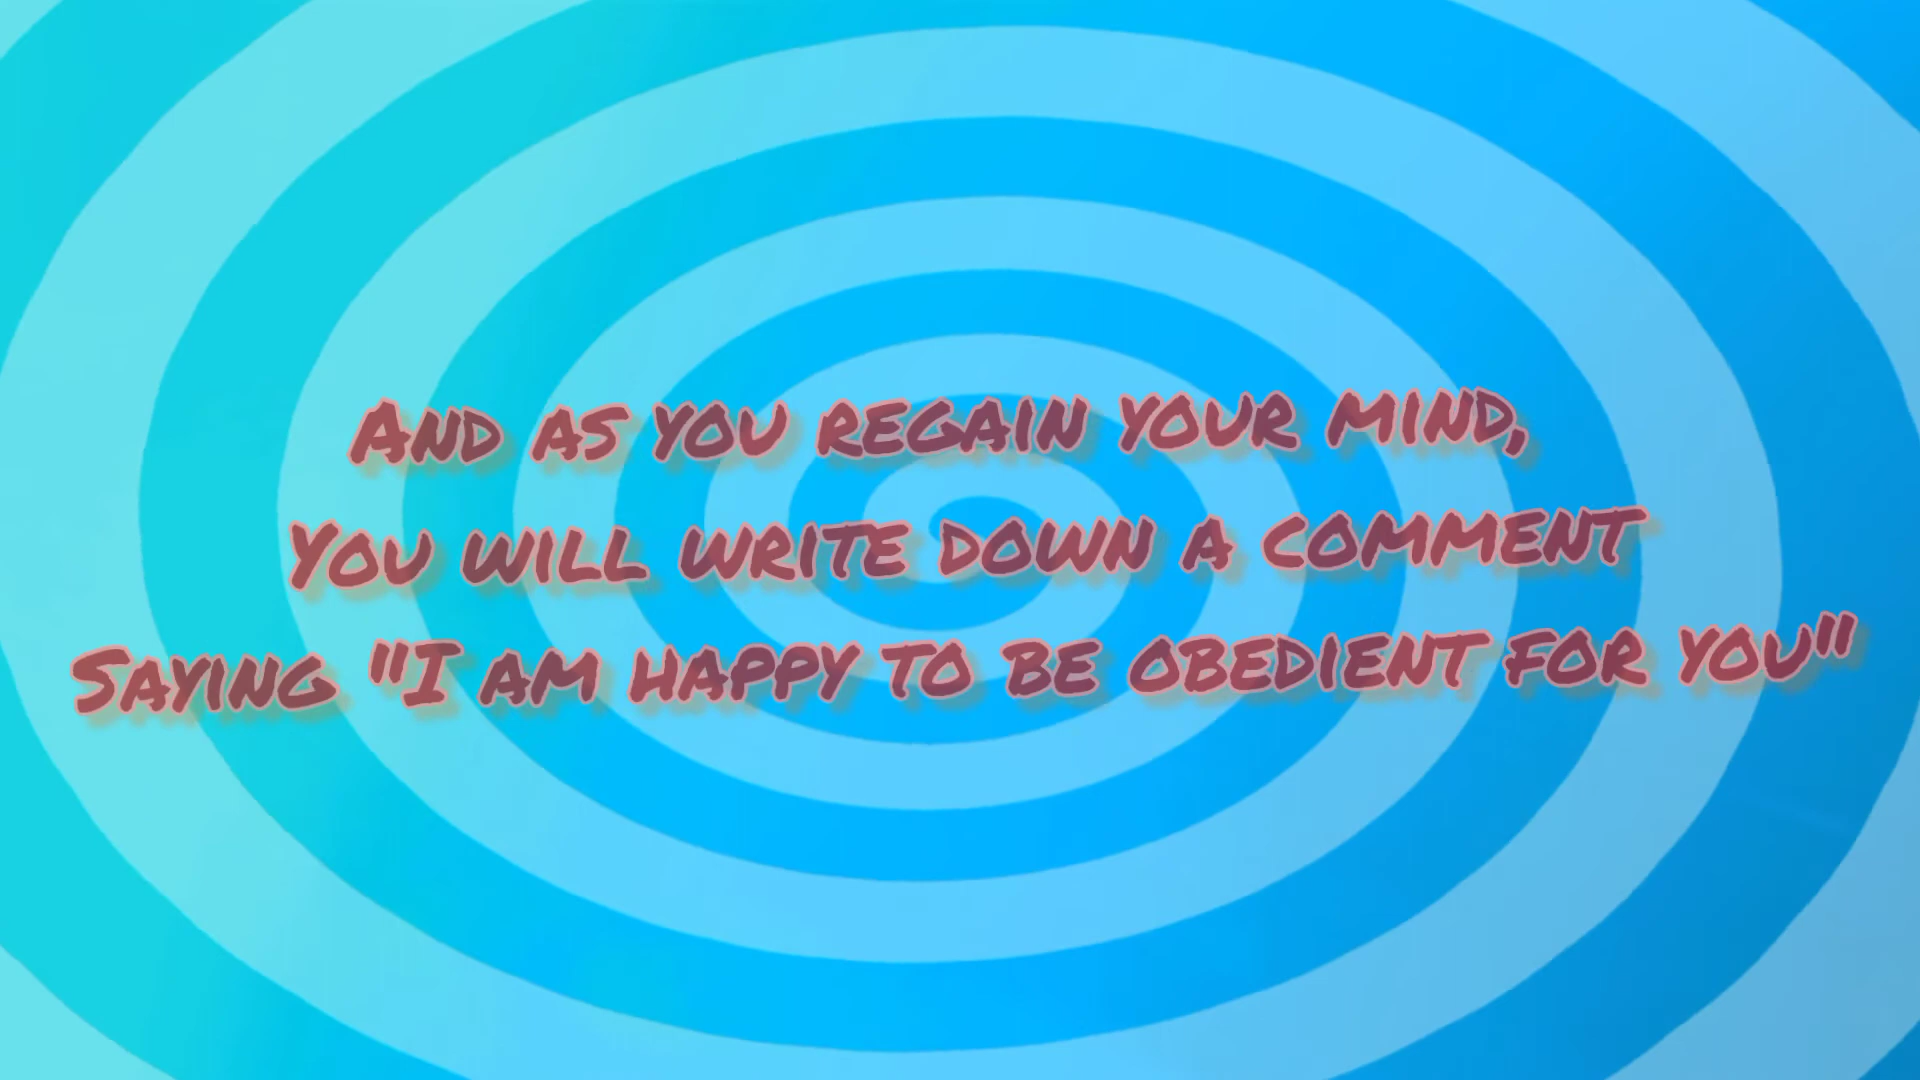 And as you regain your mind,
You will write down a comment
Saying "I am happy to be obedient for you"